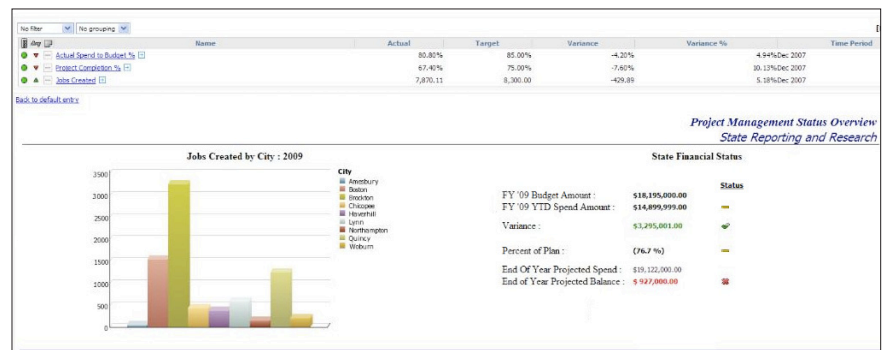 No filter No grouping
Name Actual Target Variance Variance % Time Period
Actual Spend to Budget % 80.80% 85.00% -4.20% 4.94% Dec 2007
Project Completion % 67.40% 75.00% -7.60% 10.13% Dec 2007
Jobs Created 7,870.11 8,300.00 -429.89 5.18% Dec 2007
Back to default entry
Project Management Status Overview
State Reporting and Research
Jobs Created by City : 2009
3500
3000
2500
2000
1500
1000
500
0
City
Amesbury
Boston
Brockton
Chicopee
Haverhill
Lynn
Northampton
Quincy
Woburn
State Financial Status
Status
FY '09 Budget Amount : $18,195,000.00
FY '09 YTD Spend Amount : $14,899,999.00
Variance : $3,295,001.00
Percent of Plan : (76.7 %)
End Of Year Projected Spend : $19,122,000.00
End of Year Projected Balance : $ 927,000.00